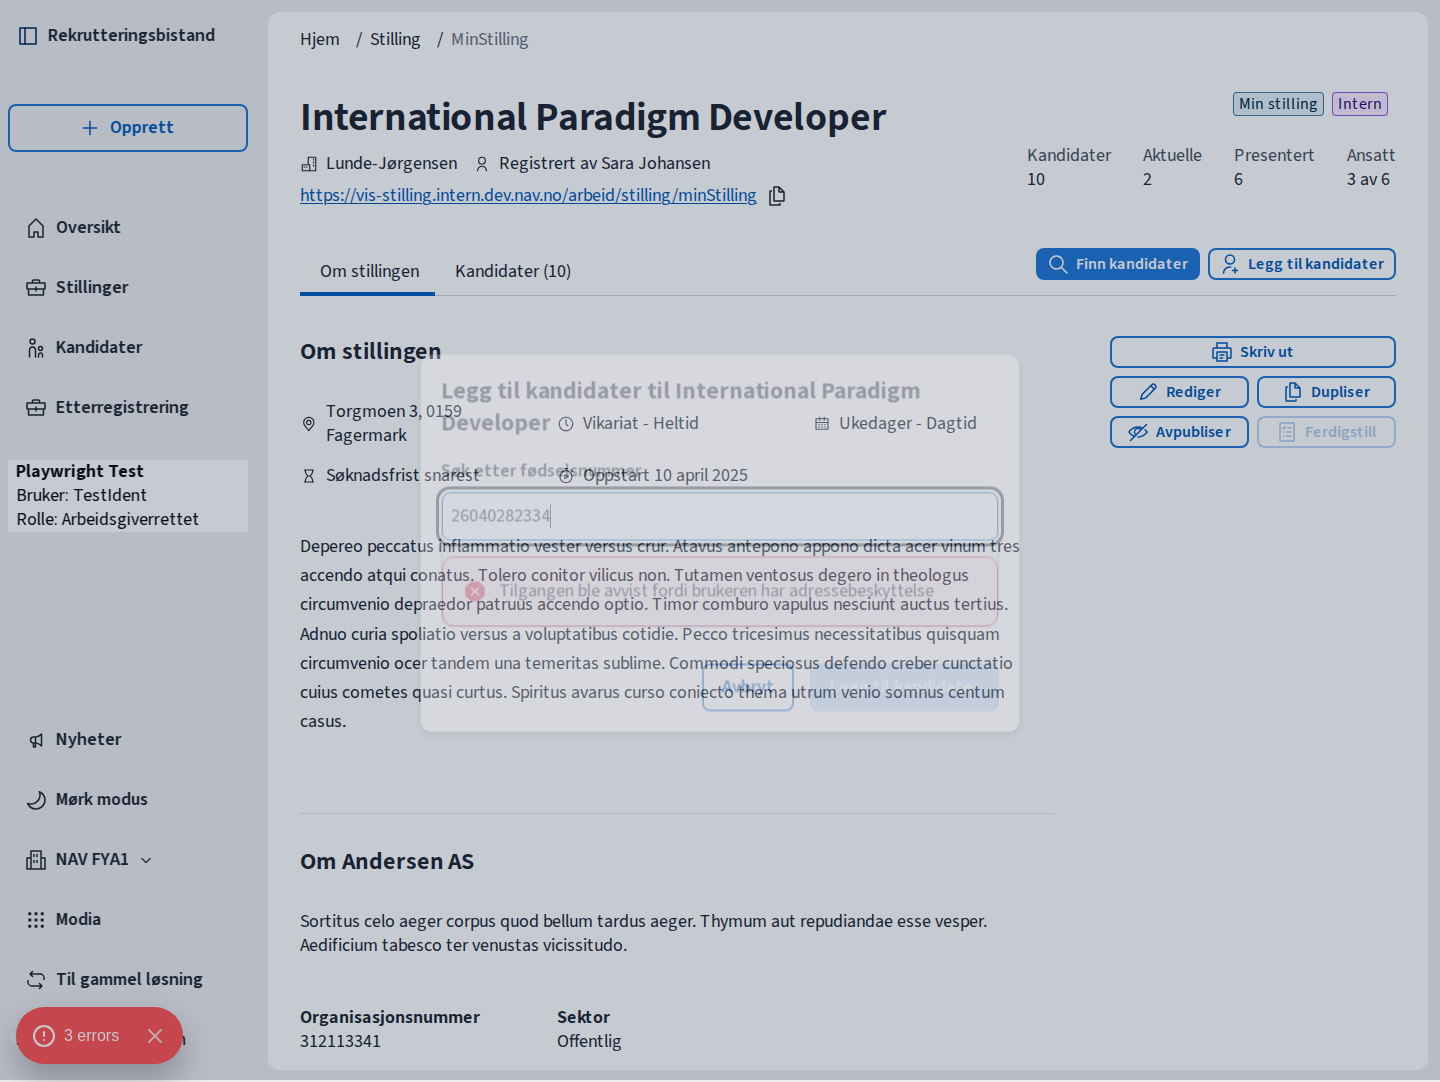 Rekrutteringsbistand
Opprett
Oversikt
Stillinger
Kandidater
Etterregistrering
Playwright Test
Bruker: TestIdent
Rolle: Arbeidsgiverrettet
Nyheter
Mørk modus
NAV FYA1
Modia
Til gammel løsning
3 errors
Hjem / Stilling / MinStilling
International Paradigm Developer
Min stilling Intern
Lunde-Jørgensen Registrert av Sara Johansen
https://vis-stilling.intern.dev.nav.no/arbeid/stilling/minStilling
Kandidater Aktuelle Presentert Ansatt
10 2 6 3 av 6
Om stillingen Kandidater (10)
Finn kandidater Legg til kandidater
Om stillingen
Skriv ut
Rediger Dupliser
Avpubliser Ferdigstill
Torgmoen 3, 0159
Fagermark
Vikariat - Heltid
Ukedager - Dagtid
Søknadsfrist snarest
Oppstart 10 april 2025
Legg til kandidater til International Paradigm
Developer
Søk etter fødselsnummer
26040282334
Tilgangen ble avvist fordi brukeren har adressebeskyttelse
Avbryt
Depereo peccatus inflammatio vester versus crur. Atavus antepono appono dicta acer vinum tres
accendo atqui conatus. Tolero conitor vilicus non. Tutamen ventosus degero in theologus
circumvenio depraedor patruus accendo optio. Timor comburo vapulus nesciunt auctus tertius.
Adnuo curia spoliatio versus a voluptatibus cotidie. Pecco tricesimus necessitatibus quisquam
circumvenio ocer tandem una temeritas sublime. Commodi speciosus defendo creber cunctatio
cuius cometes quasi curtus. Spiritus avarus curso coniecto thema utrum venio somnus centum
casus.
Om Andersen AS
Sortitus celo aeger corpus quod bellum tardus aeger. Thymum aut repudiandae esse vesper.
Aedificium tabesco ter venustas vicissitudo.
Organisasjonsnummer Sektor
312113341 Offentlig